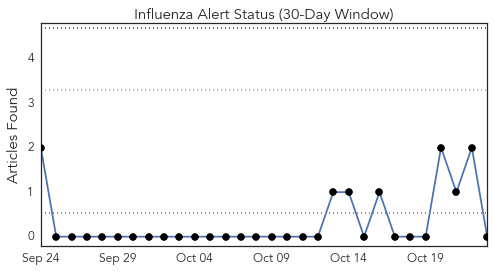 Influenza Alert Status (30-Day Window)
Articles Found
4
3
2
1
0
Sep 24 Sep 29 Oct 04 Oct 09 Oct 14 Oct 19